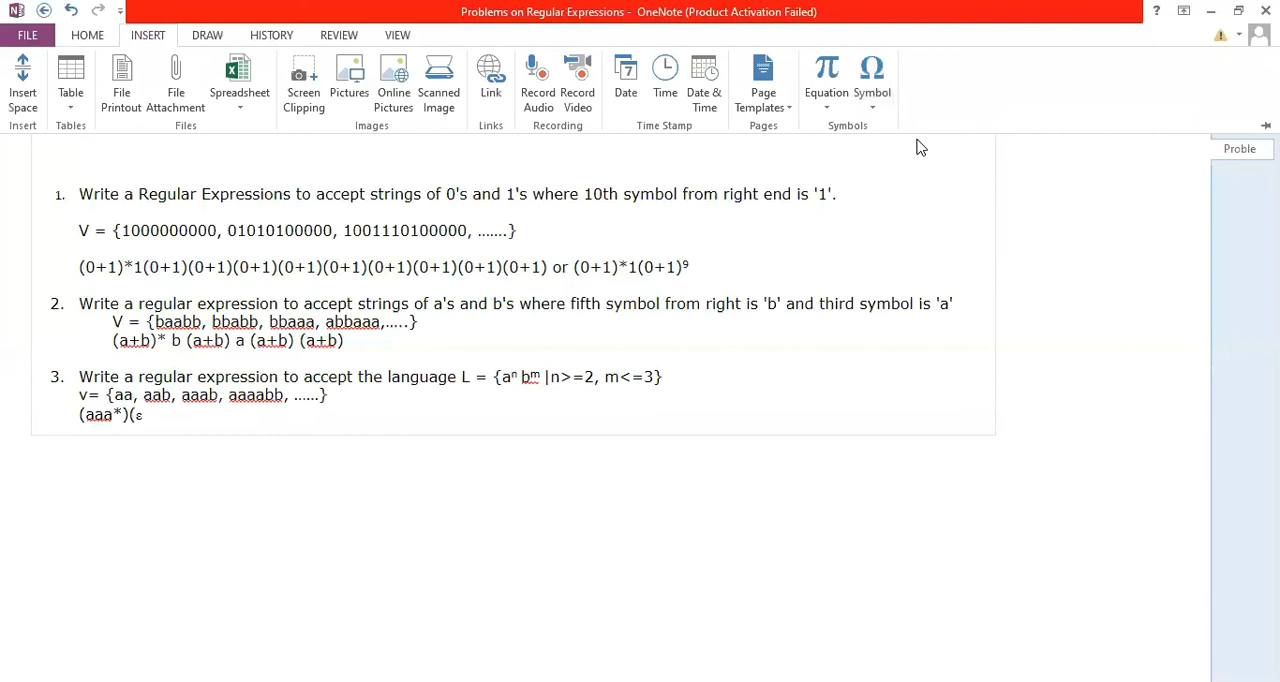 Problems on Regular Expressions - OneNote (Product Activation Failed)
?
FILE HOME INSERT DRAW HISTORY REVIEW VIEW
Insert Space
Table
File Printout
File Attachment
Spreadsheet
Screen Clipping
Pictures
Online Pictures
Scanned Image
Link
Record Audio
Record Video
Date
Time
Date & Time
Page Templates
π Equation
Ω Symbol
Insert Tables Files Images Links Recording Time Stamp Pages Symbols
Proble
1. Write a Regular Expressions to accept strings of 0's and 1's where 10th symbol from right end is '1'.
V = {1000000000, 01010100000, 1001110100000, .......}
(0+1)*1(0+1)(0+1)(0+1)(0+1)(0+1)(0+1)(0+1)(0+1)(0+1) or (0+1)*1(0+1)⁹
2. Write a regular expression to accept strings of a's and b's where fifth symbol from right is 'b' and third symbol is 'a'
V = {baabb, bbabb, bbaaa, abbaaa,.....}
(a+b)* b (a+b) a (a+b) (a+b)
3. Write a regular expression to accept the language L = {aⁿ bᵐ |n>=2, m<=3}
v= {aa, aab, aaab, aaaabb, ......}
(aaa*)(ε